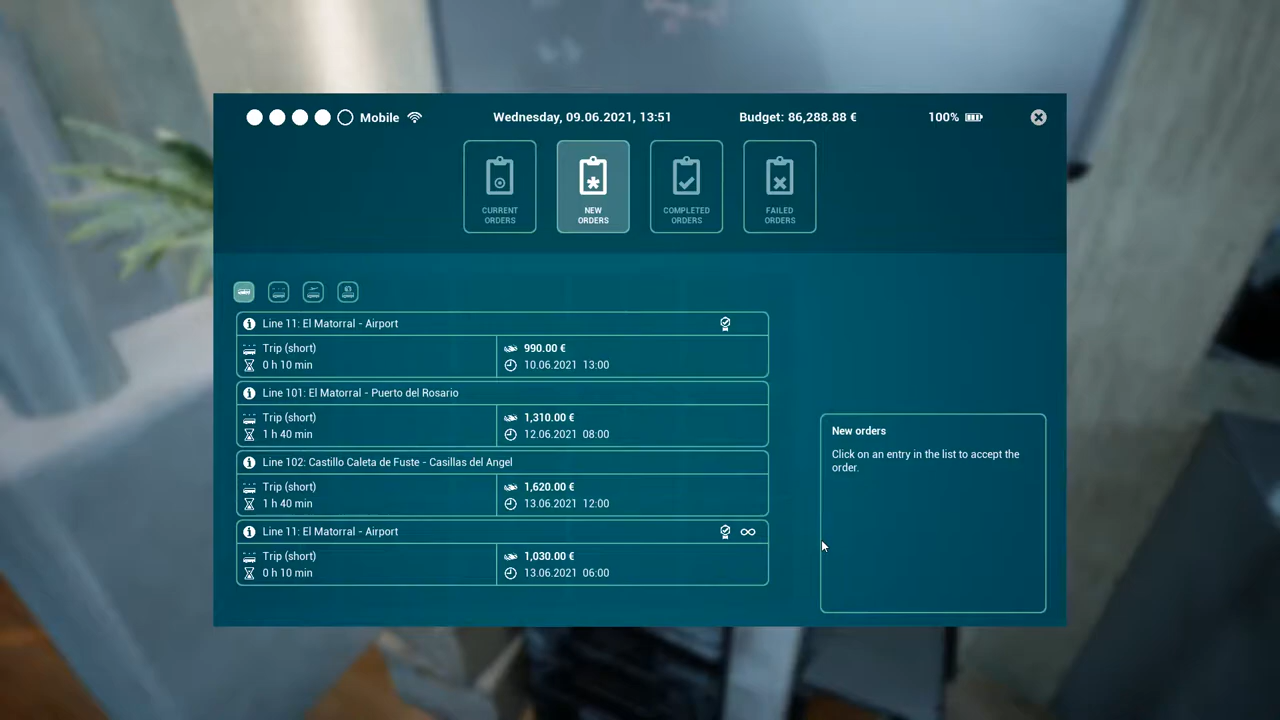 Mobile Wednesday, 09.06.2021, 13:51 Budget: 86,288.88 € 100%
CURRENT ORDERS
NEW ORDERS
COMPLETED ORDERS
FAILED ORDERS
Line 11: El Matorral - Airport
Trip (short) 990.00 €
0 h 10 min 10.06.2021 13:00
Line 101: El Matorral - Puerto del Rosario
Trip (short) 1,310.00 €
1 h 40 min 12.06.2021 08:00
Line 102: Castillo Caleta de Fuste - Casillas del Angel
Trip (short) 1,620.00 €
1 h 40 min 13.06.2021 12:00
Line 11: El Matorral - Airport
Trip (short) 1,030.00 €
0 h 10 min 13.06.2021 06:00
New orders
Click on an entry in the list to accept the
order.